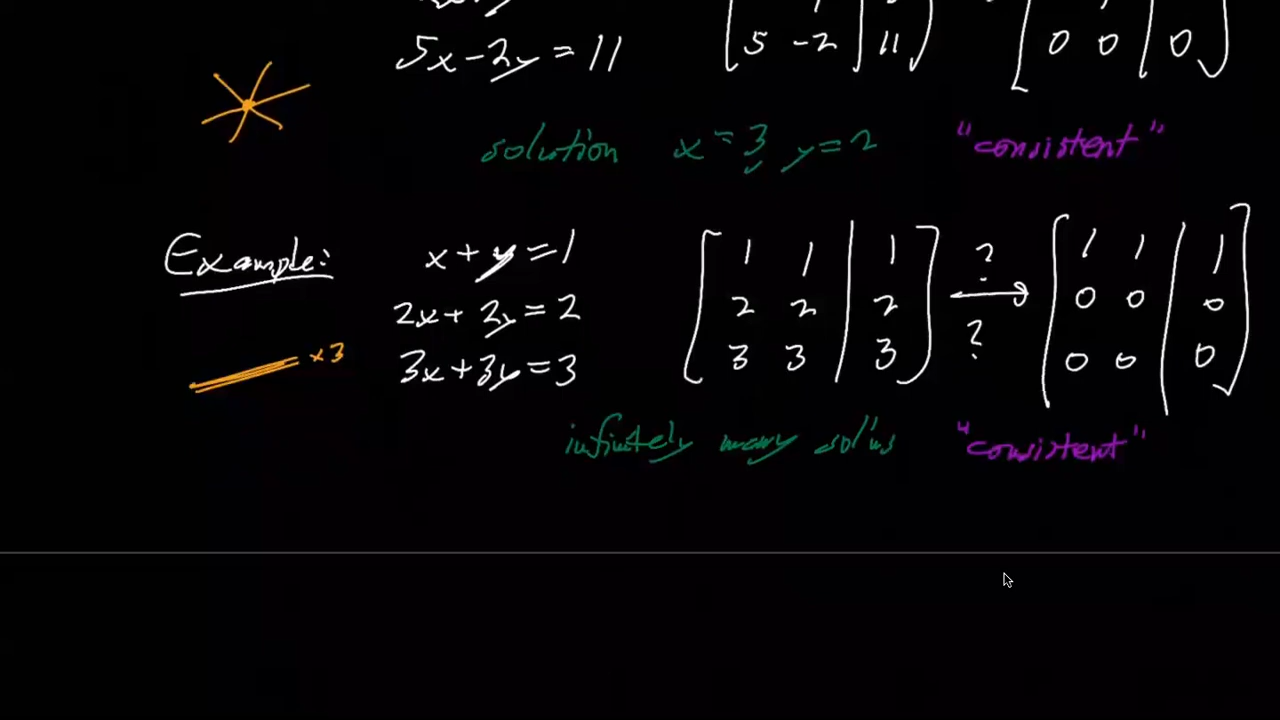 5x-2y = 11
[5 -2 | 11] [0 0 | 0]
solution x=3, y=2 "consistent"
Example: x+y=1 [1 1 | 1] ? [1 1 | 1]
2x+2y=2 [2 2 | 2] ⟷ [0 0 | 0]
x3 3x+3y=3 [3 3 | 3] ? [0 0 | 0]
infinitely many sol'ns "consistent"